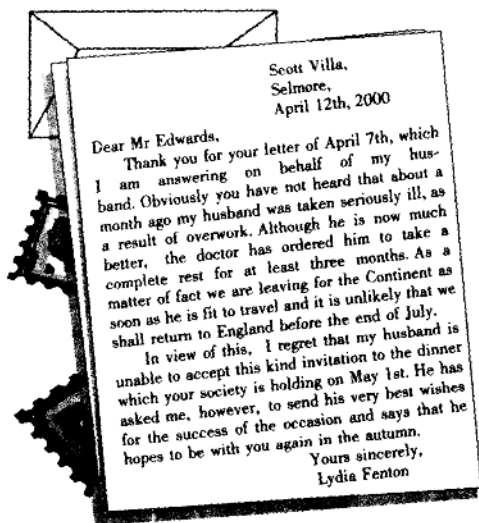 Scott Villa,
Selmore,
April 12th, 2000
Dear Mr Edwards,
Thank you for your letter of April 7th, which
I am answering on behalf of my hus-
band. Obviously you have not heard that about a
month ago my husband was taken seriously ill, as
a result of overwork. Although he is now much
better, the doctor has ordered him to take a
complete rest for at least three months. As a
matter of fact we are leaving for the Continent as
soon as he is fit to travel and it is unlikely that we
shall return to England before the end of July.
In view of this, I regret that my husband is
unable to accept this kind invitation to the dinner
which your society is holding on May 1st. He has
asked me, however, to send his very best wishes
for the success of the occasion and says that he
hopes to be with you again in the autumn.
Yours sincerely,
Lydia Fenton